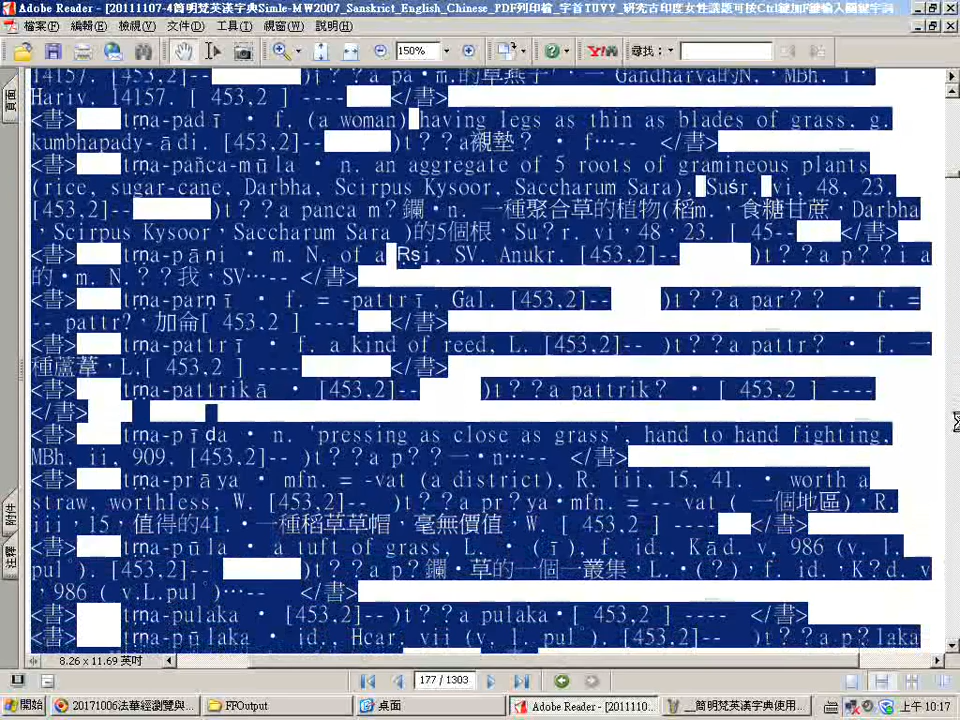 Adobe Reader - [20111107-4簡明梵英漢字典Simle-MW2007_Sanskrict_English_Chinese_PDF列印檔_字首TUVY_研究古印度女性議題可按Ctrl鍵加F鍵輸入關鍵字詞
檔案(F) 編輯(E) 檢視(V) 文件(D) 工具(T) 視窗(W) 說明(H)
150% 尋找：
頁面
14157. [453,2]-- )t??a pa·m.的草燕子'，一 Gandharva的N, MBh. i,
Hariv. 14157. [ 453,2 ] ---- </書>
<書> tṛṇa-padī · f. (a woman) having legs as thin as blades of grass, g.
kumbhapady-ādi. [453,2]-- )t??a襯墊? · f…-- </書>
<書> tṛṇa-pañca-mūla · n. an aggregate of 5 roots of gramineous plants
(rice, sugar-cane, Darbha, Scirpus Kysoor, Saccharum Sara), Suśr. vi, 48, 23.
[453,2]-- )t??a panca m?鑼·n. 一種聚合草的植物(稻m.，食糖甘蔗，Darbha
，Scirpus Kysoor，Saccharum Sara )的5個根，Su?r. vi，48，23. [ 45-- </書>
<書> tṛṇa-pāṇi · m. N. of a Ṛṣi, SV. Anukr. [453,2]-- )t??a p??i a
的·m. N.??我，SV…-- </書>
<書> tṛṇa-parṇī · f. = -pattrī, Gal. [453,2]-- )t??a par?? · f. =
-- pattr?，加侖[ 453,2 ] ---- </書>
<書> tṛṇa-pattrī · f. a kind of reed, L. [453,2]-- )t??a pattr? · f. 一
種蘆葦，L.[ 453,2 ] ---- </書>
<書> tṛṇa-pattrikā · [453,2]-- )t??a pattrik? · [ 453,2 ] ----
</書>
<書> tṛṇa-pīḍa · n. 'pressing as close as grass', hand to hand fighting,
MBh. ii, 909. [453,2]-- )t??a p??一·n…-- </書>
<書> tṛṇa-prāya · mfn. = -vat (a district), R. iii, 15, 41. · worth a
straw, worthless, W. [453,2]-- )t??a pr?ya·mfn. =-- vat ( 一個地區)，R.
iii，15，值得的41.·一種稻草草帽，毫無價值，W. [ 453,2 ] ---- </書>
<書> tṛṇa-pūla · a tuft of grass, L. · (ī), f. id., Kād. v, 986 (v. l.
pul ). [453,2]-- )t??a p?鑼·草的一個一叢集，L.·(?)，f. id.，K?d. v
，986 ( v.L.pul )…-- </書>
<書> tṛṇa-pulaka · [453,2]-- )t??a pulaka·[ 453,2 ] ---- </書>
<書> tṛṇa-pūlaka · id., Hcar. vii (v. l. pul ). [453,2]-- )t??a p?laka
附件
注釋
8.26 x 11.69 英吋
177 / 1303
開始 20171006法華經瀏覽與... FFOutput 桌面 Adobe Reader - [2011110... __簡明梵英漢字典使用... 上午 10:17